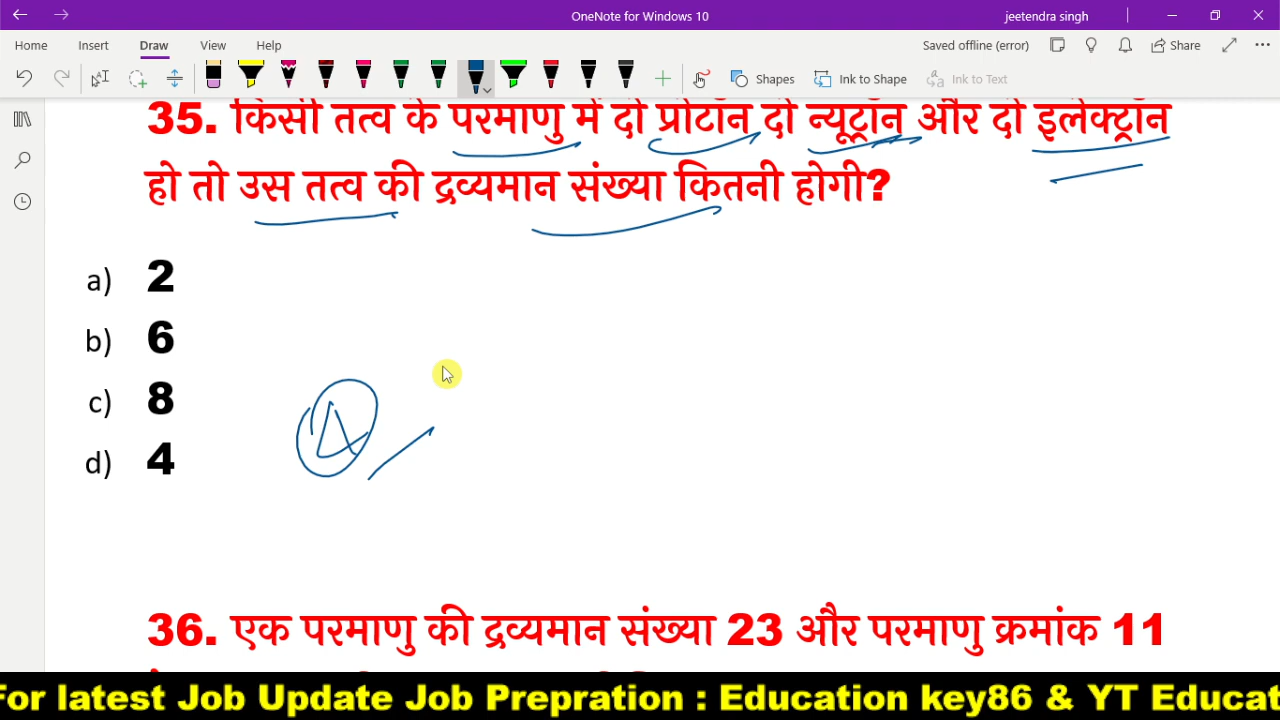 OneNote for Windows 10
jeetendra singh
Home Insert Draw View Help
Saved offline (error) Share
Shapes Ink to Shape Ink to Text
35. किसी तत्व के परमाणु में दो प्रोटान दो न्यूट्रान और दो इलेक्ट्रान
हो तो उस तत्व की द्रव्यमान संख्या कितनी होगी?
a) 2
b) 6
c) 8
d) 4
4
36. एक परमाणु की द्रव्यमान संख्या 23 और परमाणु क्रमांक 11
For latest Job Update Job Prepration : Education key86 & YT Educat